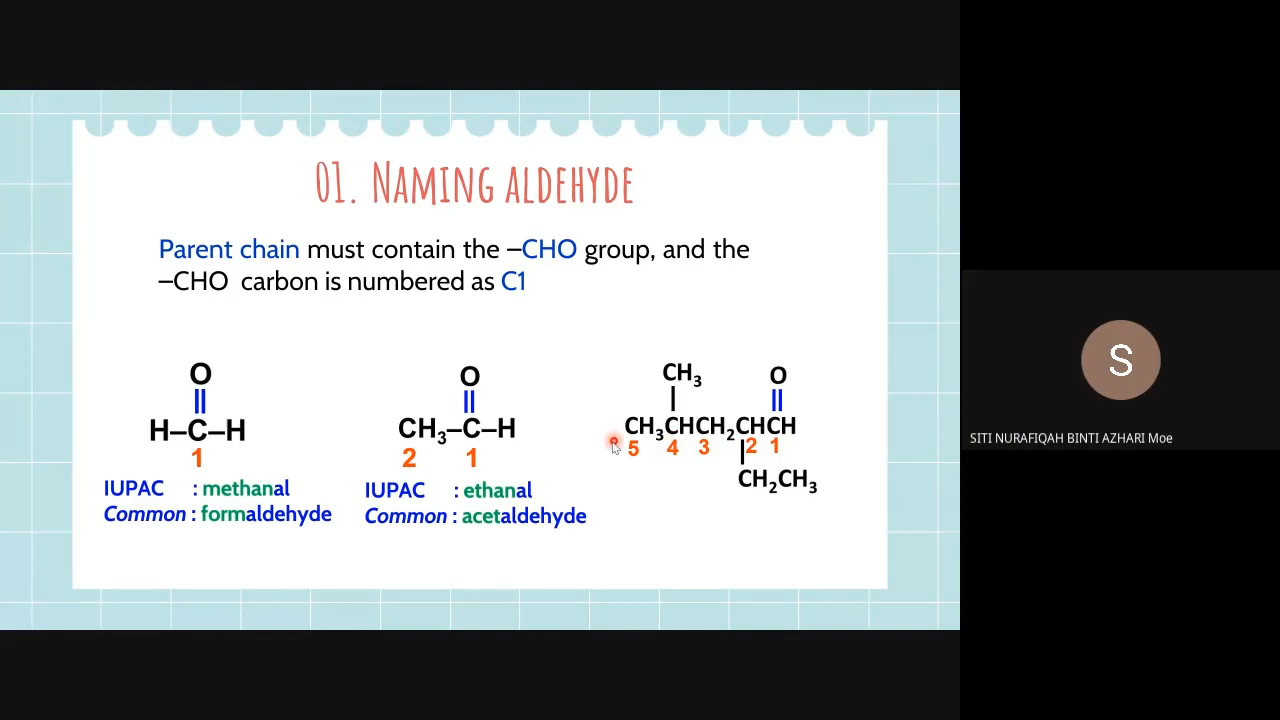 01. NAMING ALDEHYDE
Parent chain must contain the –CHO group, and the
–CHO carbon is numbered as C1
O
H–C–H
1
IUPAC : methanal
Common : formaldehyde
O
CH3–C–H
2 1
IUPAC : ethanal
Common : acetaldehyde
CH3 O
CH3CHCH2CHCH
5 4 3 2 1
CH2CH3
S
SITI NURAFIQAH BINTI AZHARI Moe